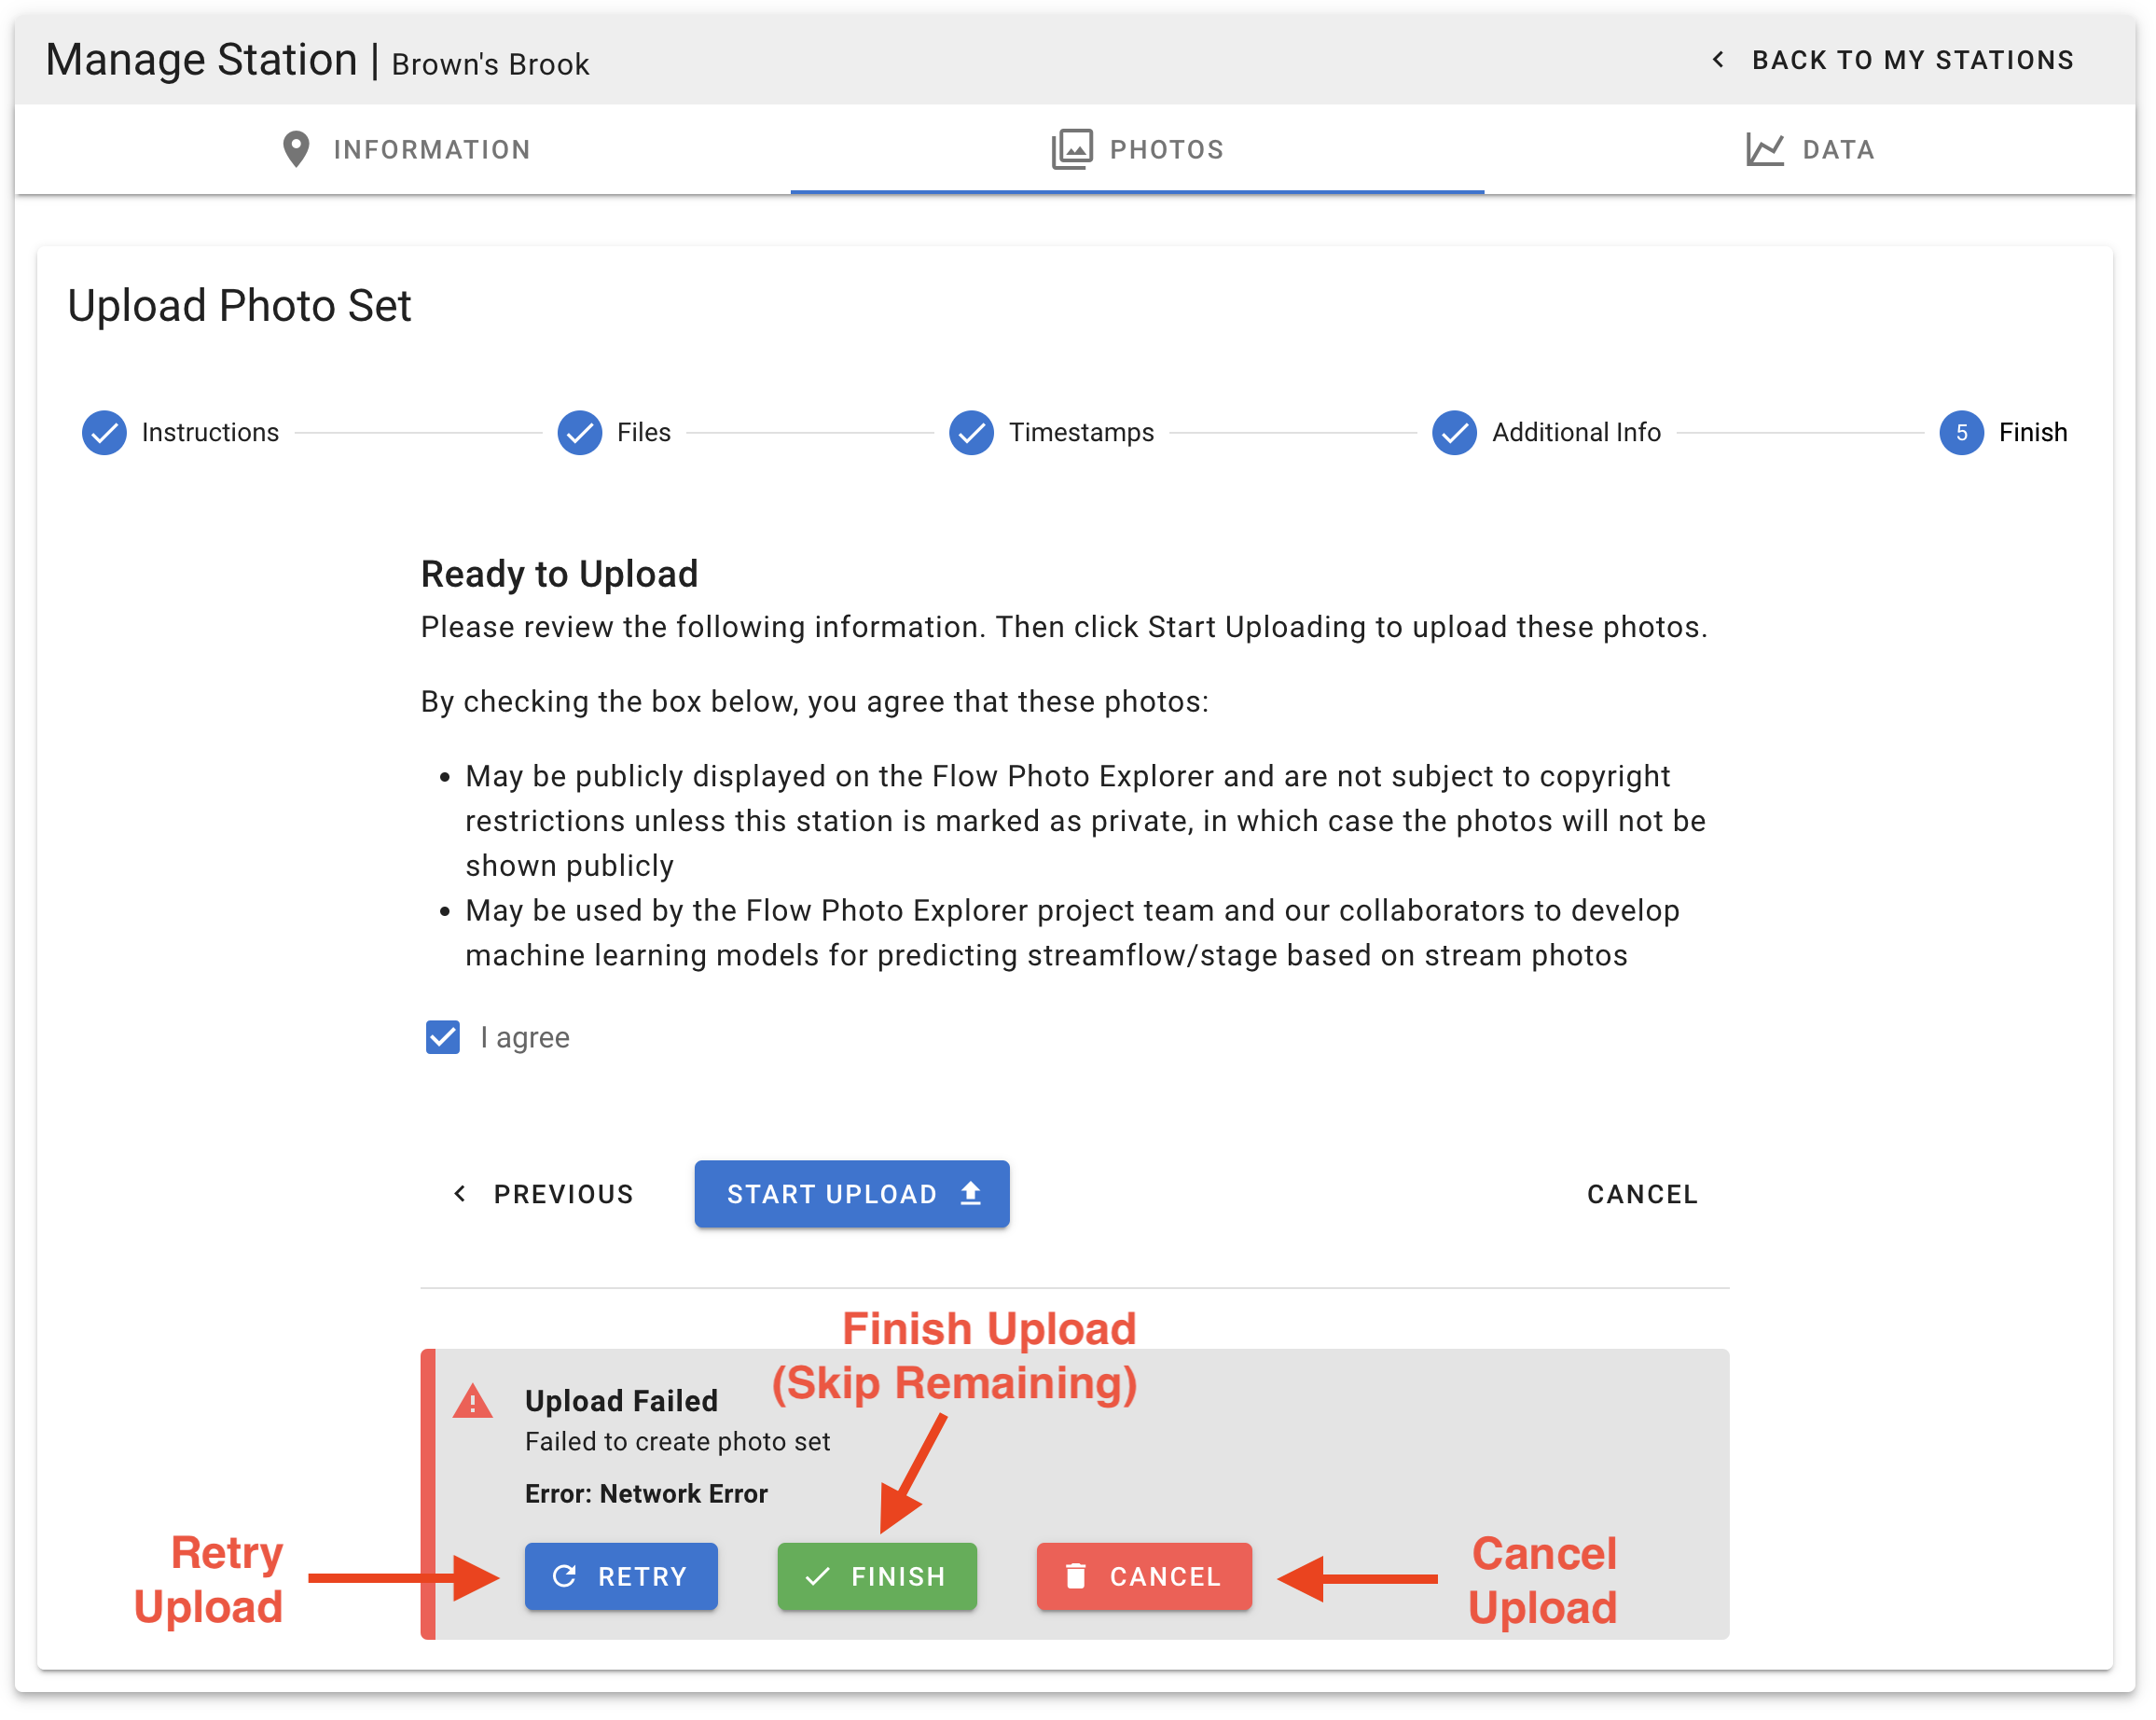 Manage Station | Brown's Brook
BACK TO MY STATIONS
INFORMATION
PHOTOS
DATA
Upload Photo Set
Instructions
Files
Timestamps
Additional Info
5 Finish
Ready to Upload
Please review the following information. Then click Start Uploading to upload these photos.
By checking the box below, you agree that these photos:
• May be publicly displayed on the Flow Photo Explorer and are not subject to copyright
restrictions unless this station is marked as private, in which case the photos will not be
shown publicly
• May be used by the Flow Photo Explorer project team and our collaborators to develop
machine learning models for predicting streamflow/stage based on stream photos
I agree
PREVIOUS
START UPLOAD
CANCEL
Finish Upload
(Skip Remaining)
Upload Failed
Failed to create photo set
Error: Network Error
Retry
Upload
RETRY
FINISH
CANCEL
Cancel
Upload